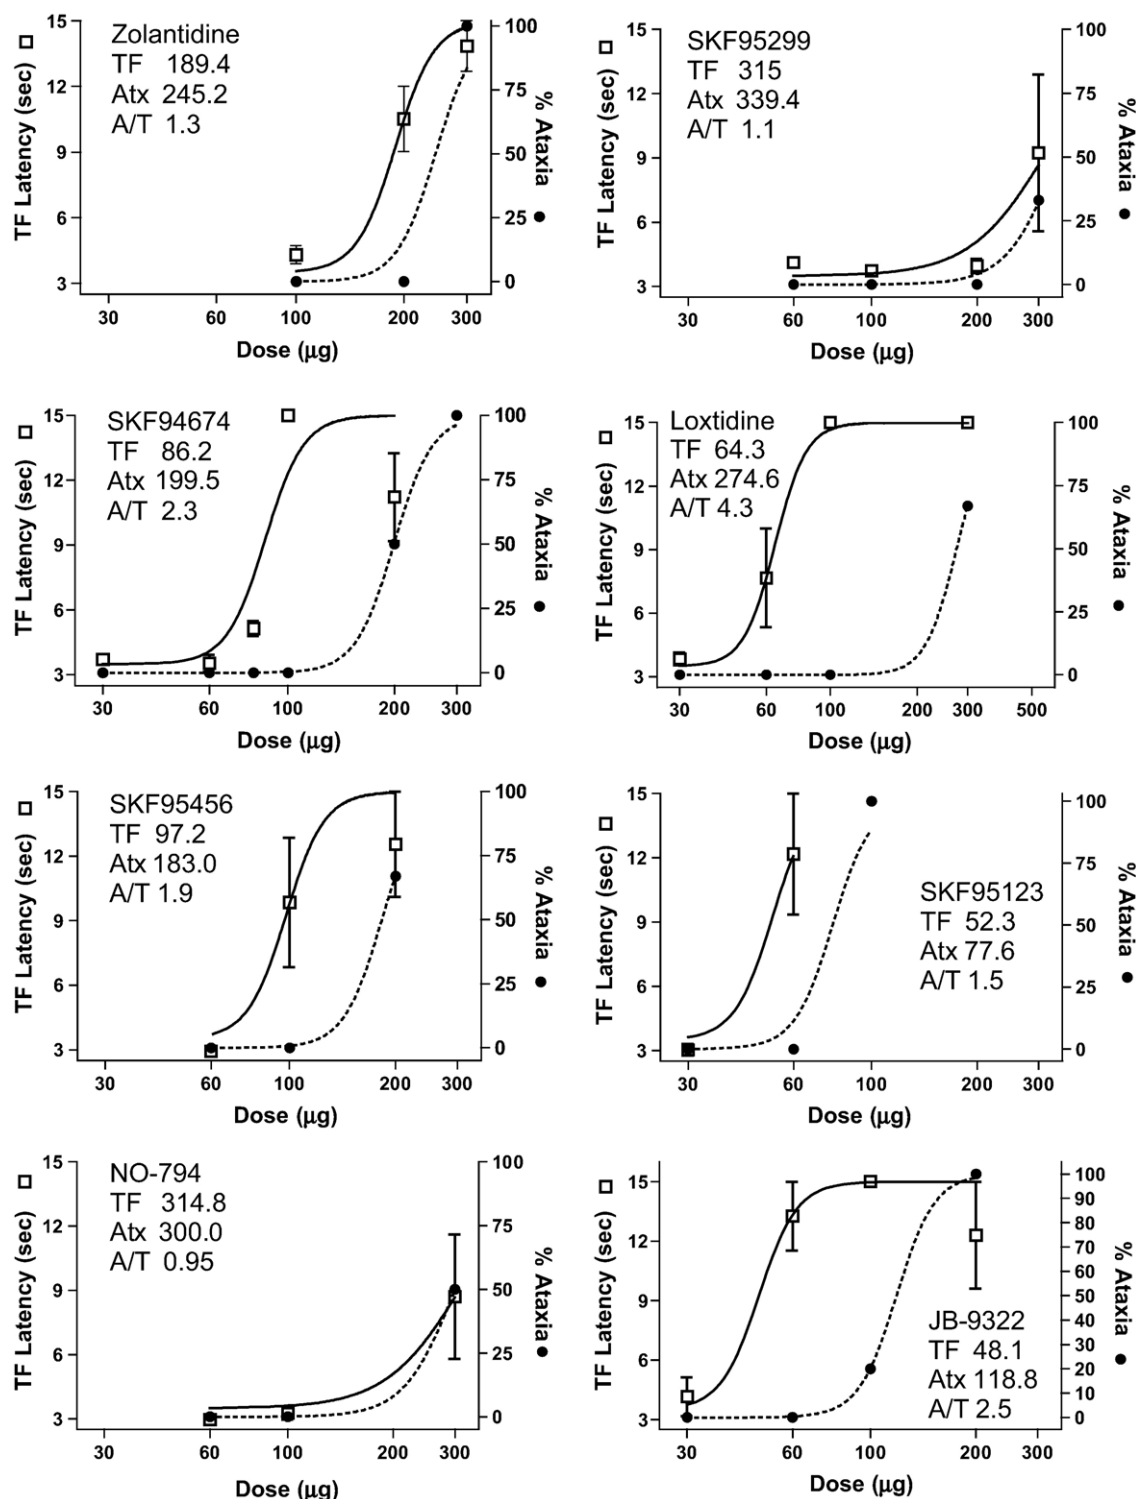 Zolantidine
TF 189.4
Atx 245.2
A/T 1.3
TF Latency (sec)
15
12
9
6
3
100
75
50
25
0
% Ataxia
30 60 100 200 300
Dose (µg)
SKF95299
TF 315
Atx 339.4
A/T 1.1
TF Latency (sec)
15
12
9
6
3
100
75
50
25
0
% Ataxia
30 60 100 200 300
Dose (µg)
SKF94674
TF 86.2
Atx 199.5
A/T 2.3
TF Latency (sec)
15
12
9
6
3
100
75
50
25
0
% Ataxia
30 60 100 200 300
Dose (µg)
Loxtidine
TF 64.3
Atx 274.6
A/T 4.3
TF Latency (sec)
15
12
9
6
3
100
75
50
25
0
% Ataxia
30 60 100 200 300 500
Dose (µg)
SKF95456
TF 97.2
Atx 183.0
A/T 1.9
TF Latency (sec)
15
12
9
6
3
100
75
50
25
0
% Ataxia
30 60 100 200 300
Dose (µg)
SKF95123
TF 52.3
Atx 77.6
A/T 1.5
TF Latency (sec)
15
12
9
6
3
100
75
50
25
0
% Ataxia
30 60 100 200 300
Dose (µg)
NO-794
TF 314.8
Atx 300.0
A/T 0.95
TF Latency (sec)
15
12
9
6
3
100
75
50
25
0
% Ataxia
30 60 100 200 300
Dose (µg)
JB-9322
TF 48.1
Atx 118.8
A/T 2.5
TF Latency (sec)
15
12
9
6
3
100
90
80
70
60
50
40
30
20
10
0
% Ataxia
30 60 100 200 300
Dose (µg)